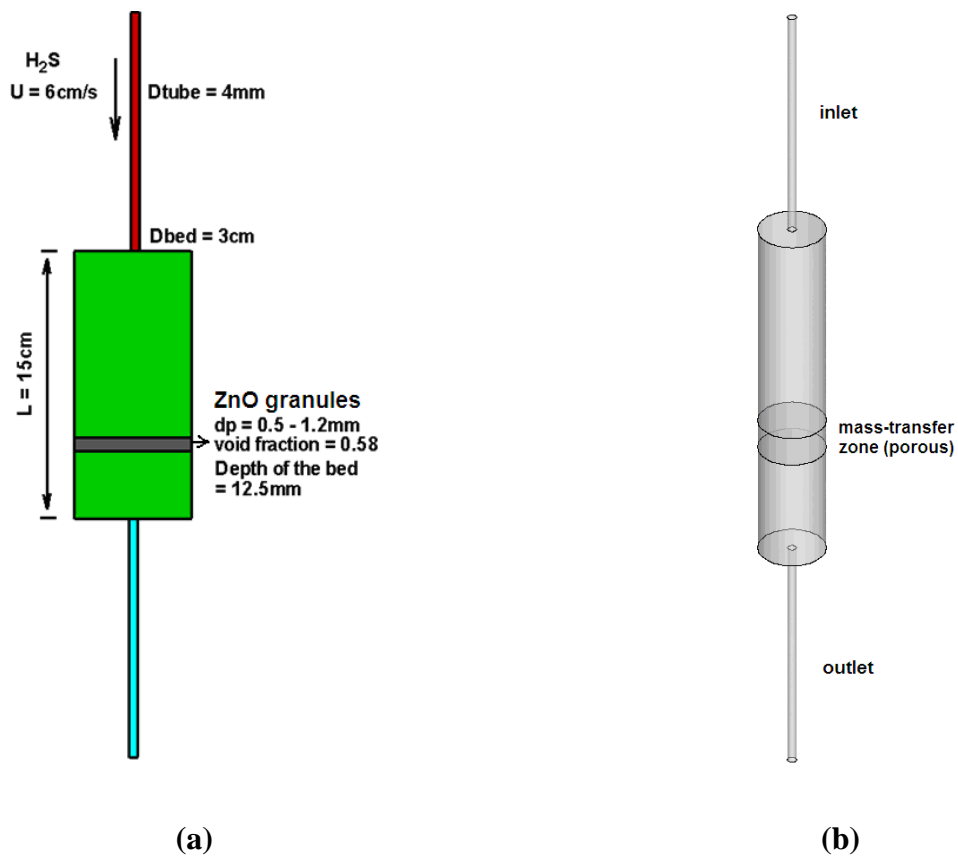 H₂S
U = 6cm/s
Dtube = 4mm
Dbed = 3cm
L = 15cm
ZnO granules
dp = 0.5 - 1.2mm
void fraction = 0.58
Depth of the bed
= 12.5mm
(a)
inlet
mass-transfer
zone (porous)
outlet
(b)